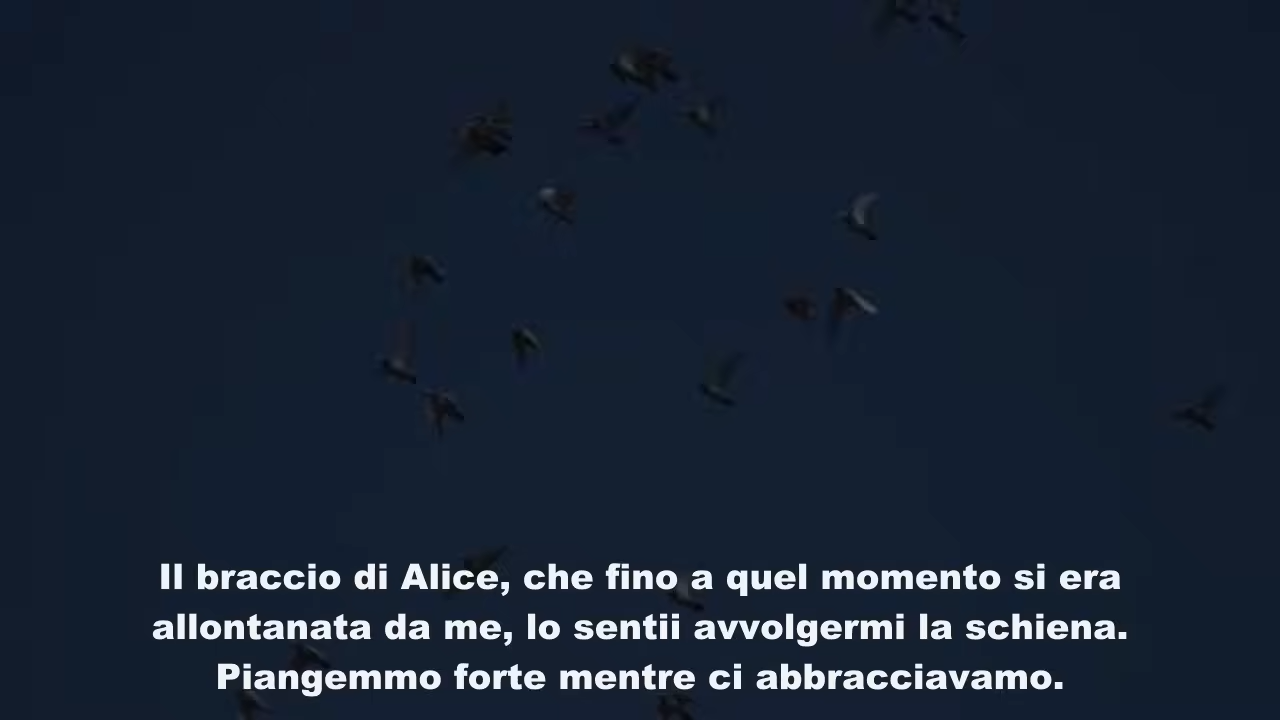 Il braccio di Alice, che fino a quel momento si era
allontanata da me, lo sentii avvolgermi la schiena.
Piangemmo forte mentre ci abbracciavamo.